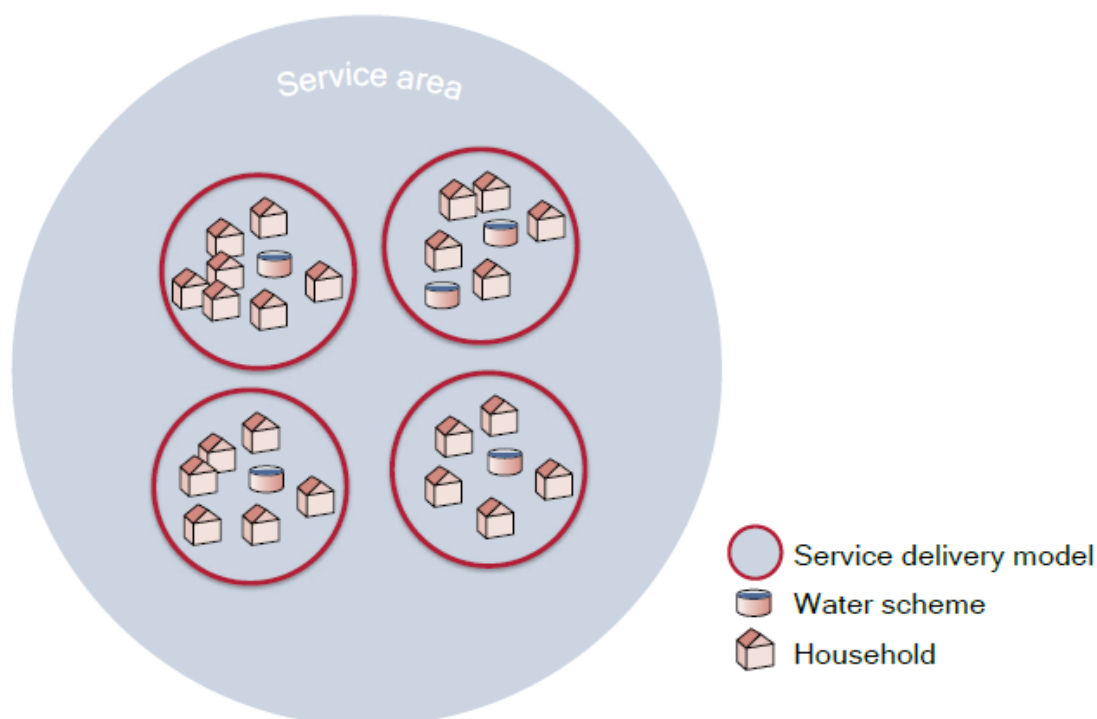 Service area
Service delivery model
Water scheme
Household